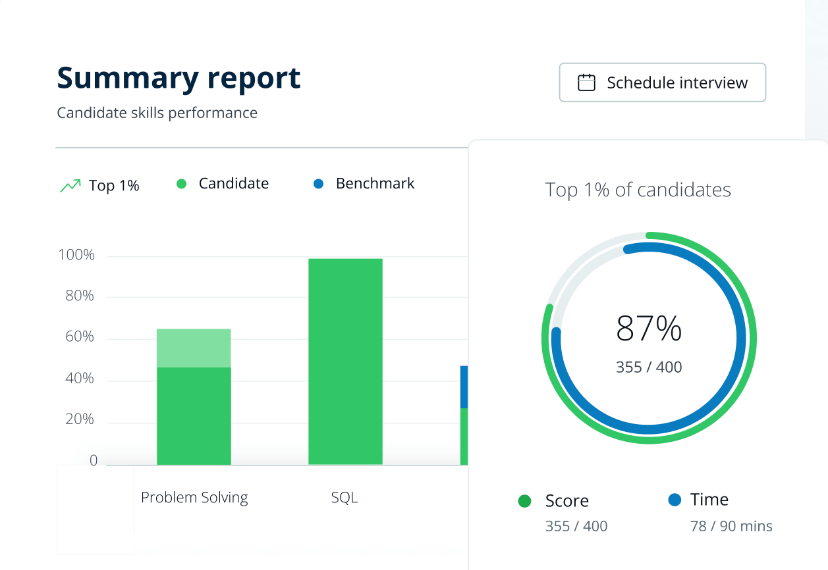 Summary report
Candidate skills performance
Schedule interview
Top 1%
Candidate
Benchmark
100%
80%
60%
40%
20%
0
Problem Solving
SQL
Top 1% of candidates
87%
355 / 400
Score
355 / 400
Time
78 / 90 mins